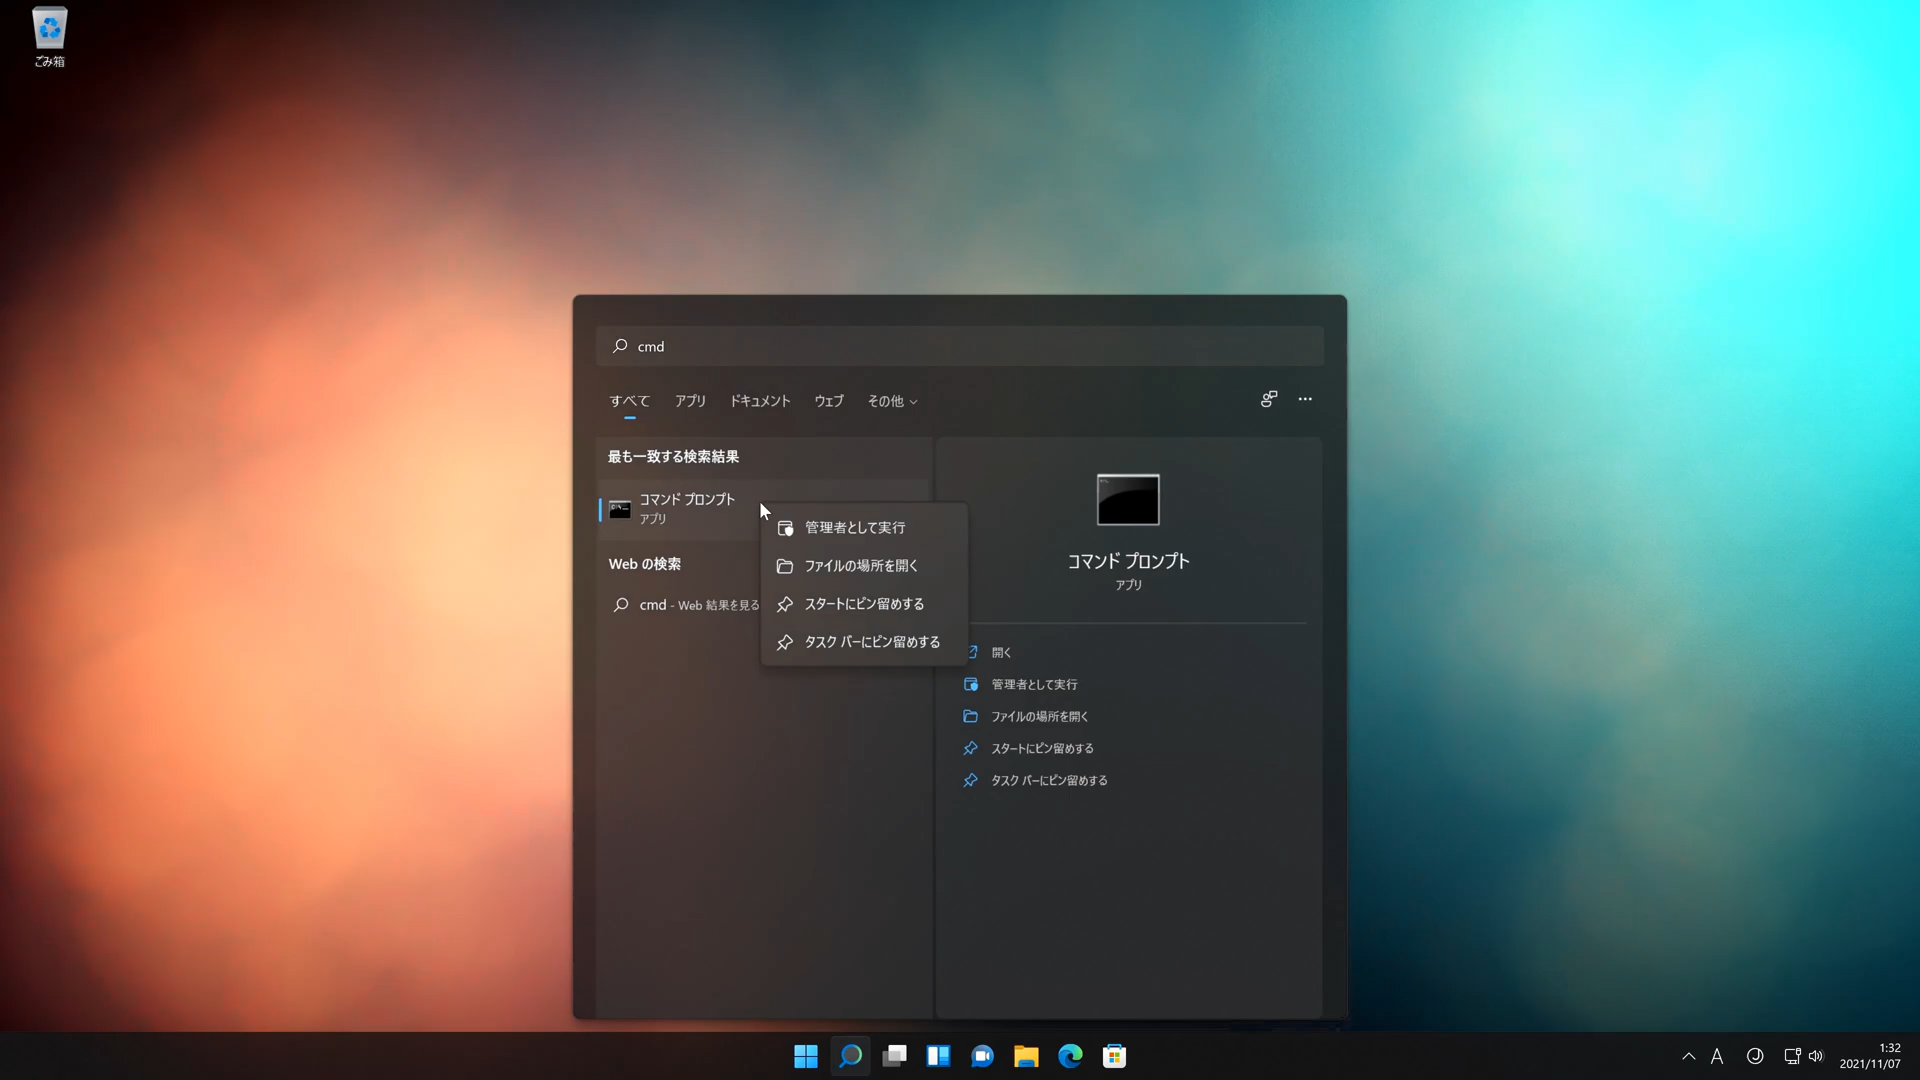 ごみ箱
cmd
すべて アプリ ドキュメント ウェブ その他
最も一致する検索結果
コマンド プロンプト
アプリ
Web の検索
cmd - Web 結果を見る
管理者として実行
ファイルの場所を開く
スタートにピン留めする
タスク バーにピン留めする
コマンド プロンプト
アプリ
開く
管理者として実行
ファイルの場所を開く
スタートにピン留めする
タスク バーにピン留めする
A
1:32
2021/11/07